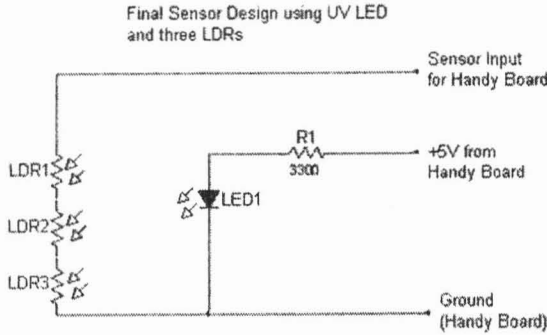 Final Sensor Design using UV LED
and three LDRs
Sensor Input
for Handy Board
R1
330Ω
+5V from
Handy Board
LDR1
LED1
LDR2
LDR3
Ground
(Handy Board)